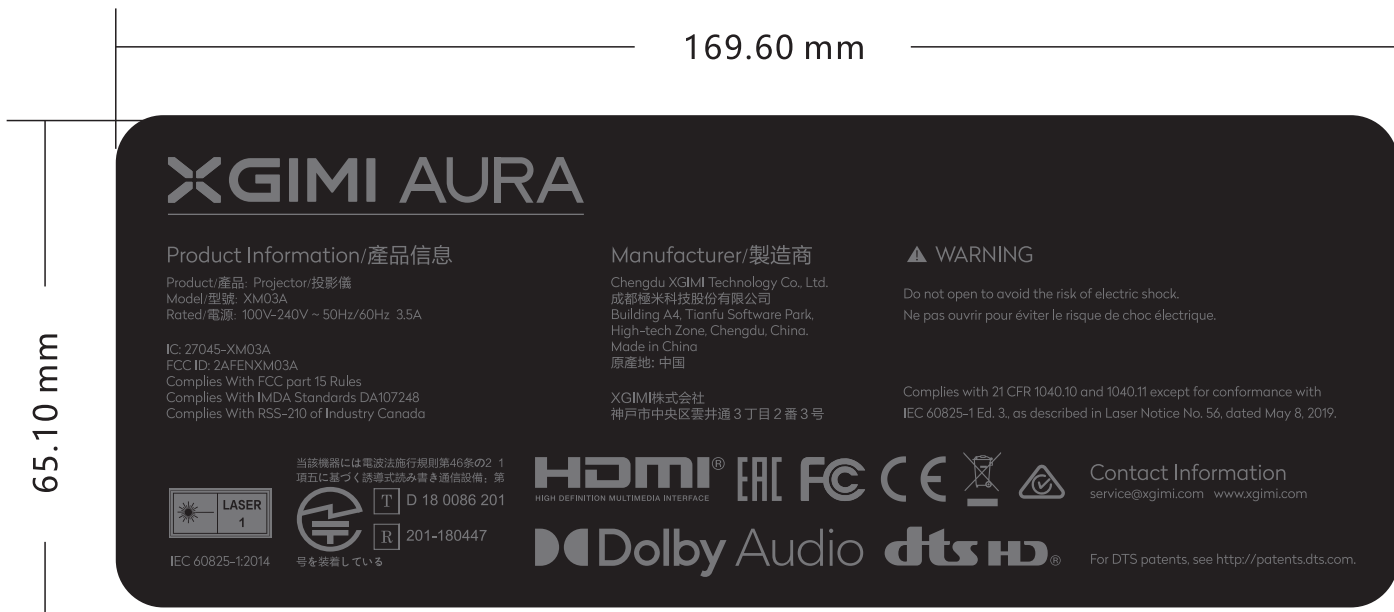 169.60 mm
65.10 mm
XGIMI AURA
Product Information/產品信息
Product/產品: Projector/投影儀
Model/型號: XM03A
Rated/電源: 100V-240V ~ 50Hz/60Hz 3.5A
IC: 27045-XM03A
FCC ID: 2AFENXM03A
Complies With FCC part 15 Rules
Complies With IMDA Standards DA107248
Complies With RSS-210 of Industry Canada
Manufacturer/製造商
Chengdu XGIMI Technology Co., Ltd.
成都極米科技股份有限公司
Building A4, Tianfu Software Park,
High-tech Zone, Chengdu, China.
Made in China
原產地: 中国
XGIMI株式会社
神戸市中央区雲井通3丁目2番3号
WARNING
Do not open to avoid the risk of electric shock.
Ne pas ouvrir pour éviter le risque de choc électrique.
Complies with 21 CFR 1040.10 and 1040.11 except for conformance with
IEC 60825-1 Ed. 3., as described in Laser Notice No. 56, dated May 8, 2019.
LASER
1
IEC 60825-1:2014
当該機器には電波法施行規則第46条の2 1
項五に基づく誘導式読み書き通信設備; 第
T D 18 0086 201
R 201-180447
号を装着している
HDMI®
HIGH DEFINITION MULTIMEDIA INTERFACE
EAC FC CE
Dolby Audio
dts HD®
Contact Information
service@xgimi.com www.xgimi.com
For DTS patents, see http://patents.dts.com.